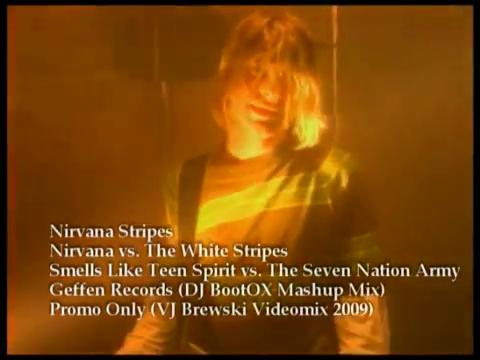 Nirvana Stripes
Nirvana vs. The White Stripes
Smells Like Teen Spirit vs. The Seven Nation Army
Geffen Records (DJ BootOX Mashup Mix)
Promo Only (VJ Brewski Videomix 2009)